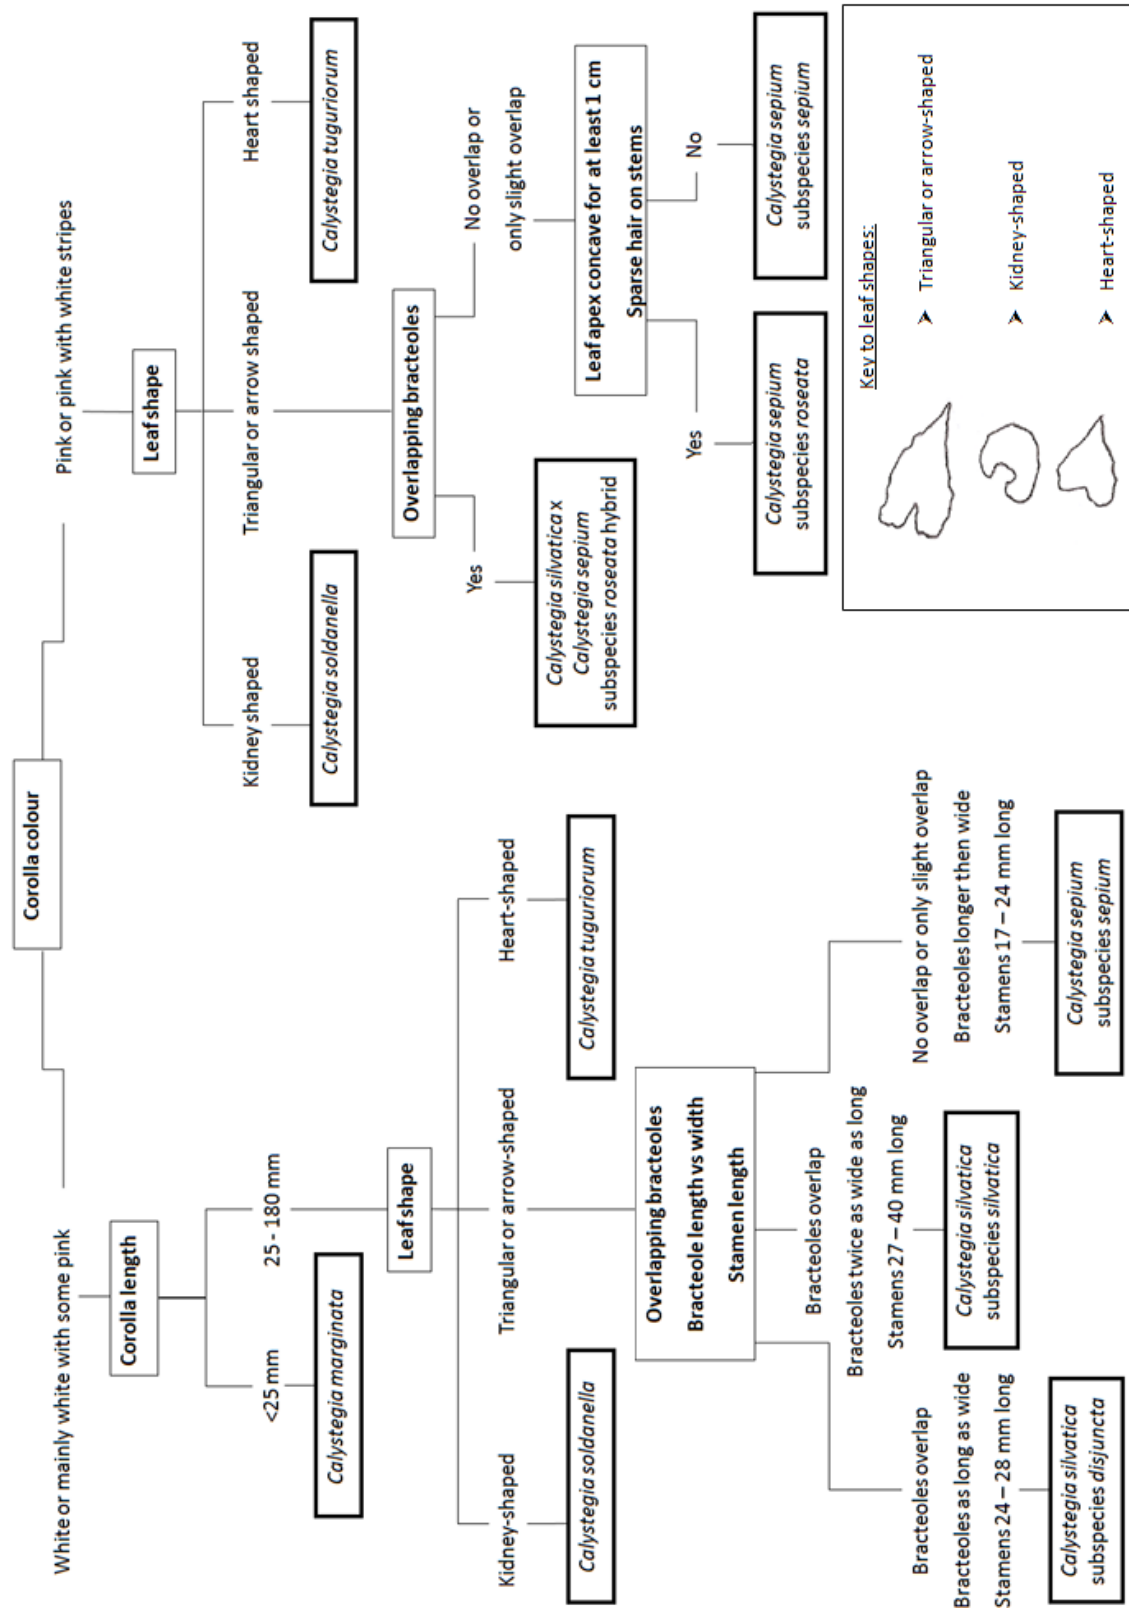 Corolla colour
White or mainly white with some pink
Pink or pink with white stripes
Corolla length
<25 mm
25 - 180 mm
Calystegia marginata
Leaf shape
Kidney-shaped
Triangular or arrow-shaped
Heart-shaped
Calystegia soldanella
Calystegia tuguriorum
Overlapping bracteoles
Bracteole length vs width
Stamen length
Bracteoles overlap
Bracteoles as long as wide
Stamens 24 – 28 mm long
Calystegia silvatica
subspecies disjuncta
Bracteoles overlap
Bracteoles twice as wide as long
Stamens 27 – 40 mm long
Calystegia silvatica
subspecies silvatica
No overlap or only slight overlap
Bracteoles longer then wide
Stamens 17 – 24 mm long
Calystegia sepium
subspecies sepium
Leaf shape
Kidney shaped
Triangular or arrow shaped
Heart shaped
Calystegia soldanella
Calystegia tuguriorum
Overlapping bracteoles
Yes
No overlap or
only slight overlap
Calystegia silvatica x
Calystegia sepium
subspecies roseata hybrid
Leaf apex concave for at least 1 cm
Sparse hair on stems
Yes
No
Calystegia sepium
subspecies roseata
Calystegia sepium
subspecies sepium
Key to leaf shapes:
➤ Triangular or arrow-shaped
➤ Kidney-shaped
➤ Heart-shaped